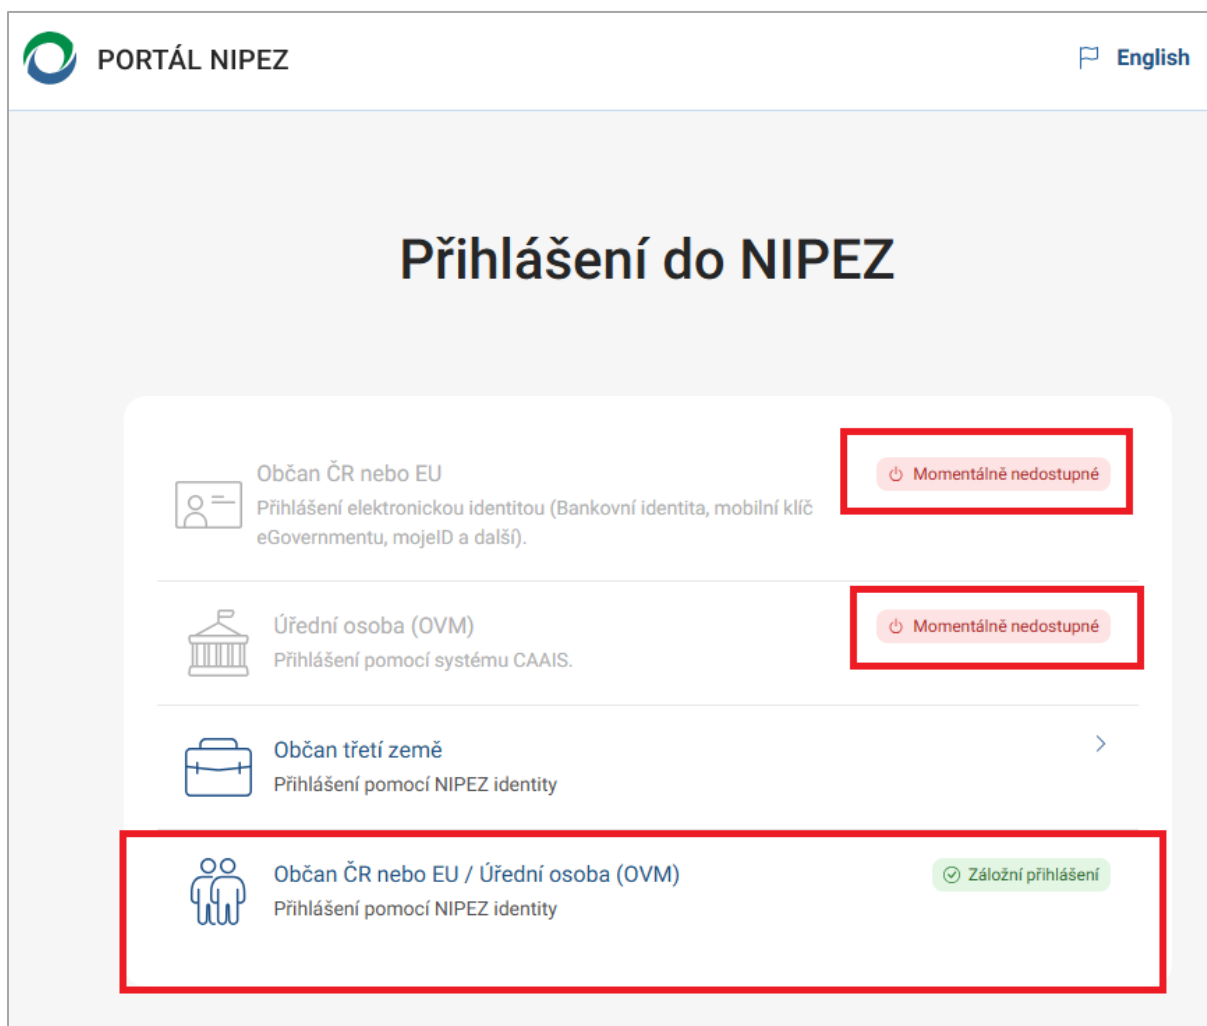 PORTÁL NIPEZ
English
Přihlášení do NIPEZ
Občan ČR nebo EU
Momentálně nedostupné
Přihlášení elektronickou identitou (Bankovní identita, mobilní klíč
eGovernmentu, mojeID a další).
Úřední osoba (OVM)
Momentálně nedostupné
Přihlášení pomocí systému CAAIS.
Občan třetí země
Přihlášení pomocí NIPEZ identity
Občan ČR nebo EU / Úřední osoba (OVM)
Záložní přihlášení
Přihlášení pomocí NIPEZ identity